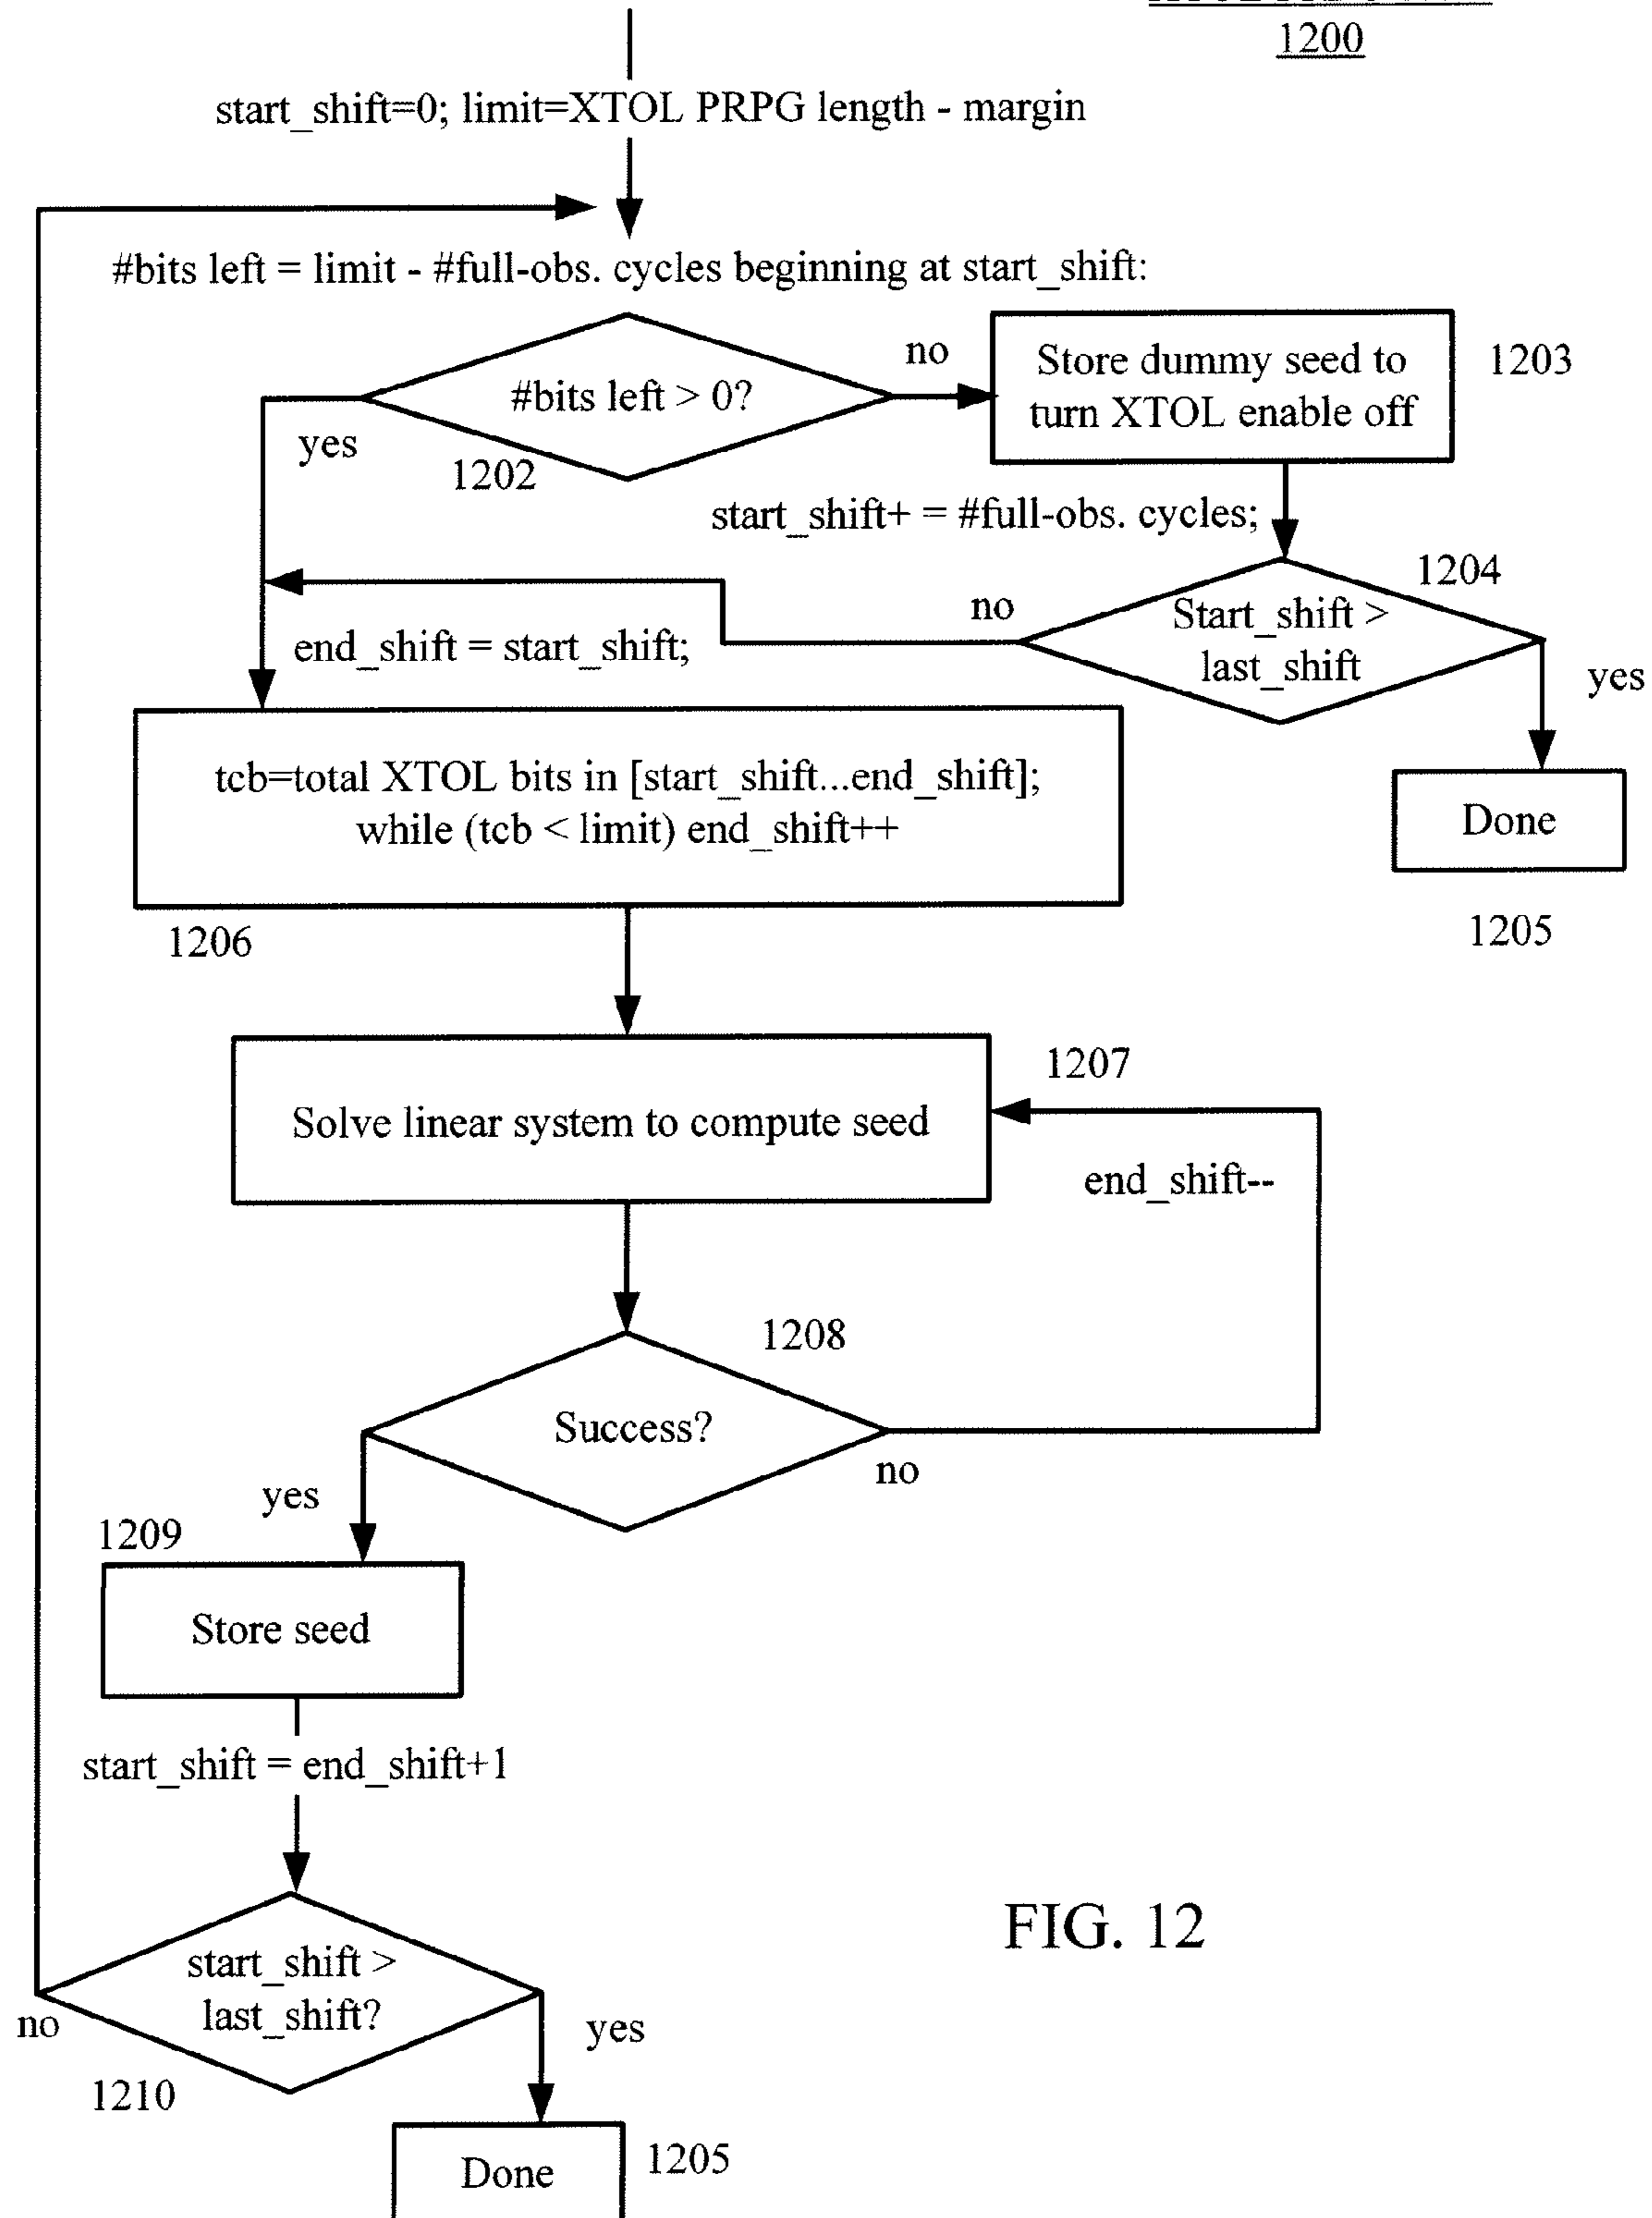 1200
start_shift=0; limit=XTOL PRPG length - margin
#bits left = limit - #full-obs. cycles beginning at start_shift:
#bits left > 0?
no
yes
1202
Store dummy seed to
turn XTOL enable off
1203
start_shift+ = #full-obs. cycles;
1204
Start_shift >
last_shift
no
yes
end_shift = start_shift;
Done
1205
tcb=total XTOL bits in [start_shift...end_shift];
while (tcb < limit) end_shift++
1206
1207
Solve linear system to compute seed
end_shift--
1208
Success?
no
yes
1209
Store seed
start_shift = end_shift+1
start_shift >
last_shift?
no
yes
1210
Done
1205
FIG. 12